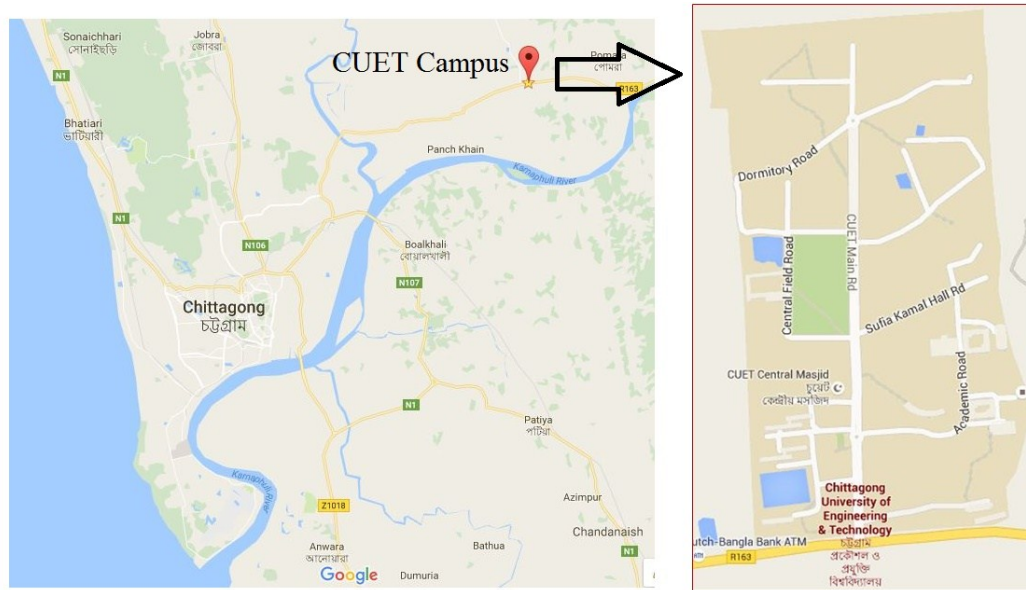 Sonaichhari
সোনাইছড়ি
Jobra
জোবরা
CUET Campus
Pomara
পোমরা
N1
R163
Bhatiari
ভাটিয়ারী
Panch Khain
Karnaphuli River
N1
N106
Boalkhali
বোয়ালখালী
N107
Chittagong
চট্টগ্রাম
N1
Patiya
পটিয়া
Karnaphuli River
Z1018
Azimpur
Chandanaish
N1
Anwara
আনোয়ারা
Bathua
Google
Dumuria
Dormitory Road
CUET Main Rd
Central Field Road
Sufia Kamal Hall Rd
CUET Central Masjid
চুয়েট
কেন্দ্রীয় মসজিদ
Academic Road
Chittagong
University of
Engineering
& Technology
চট্টগ্রাম
প্রকৌশল ও
প্রযুক্তি
বিশ্ববিদ্যালয়
utch-Bangla Bank ATM
R163